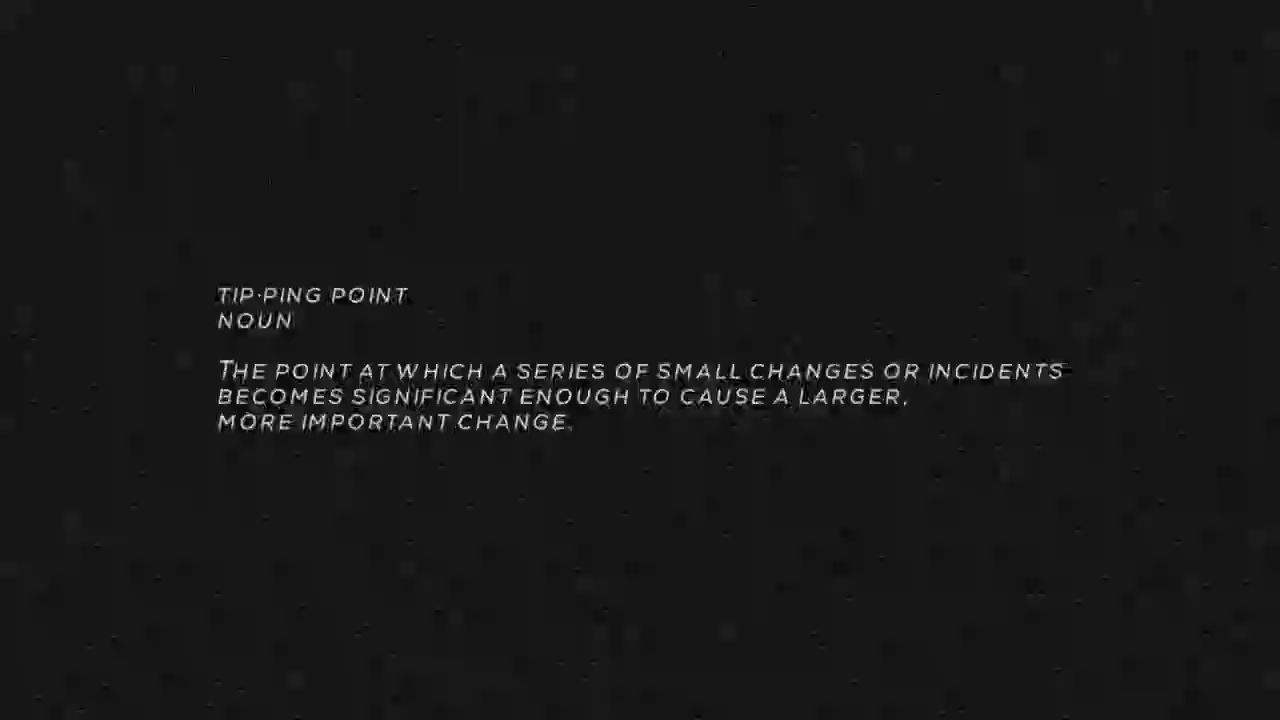 TIP·PING POINT
NOUN
THE POINT AT WHICH A SERIES OF SMALL CHANGES OR INCIDENTS
BECOMES SIGNIFICANT ENOUGH TO CAUSE A LARGER,
MORE IMPORTANT CHANGE.